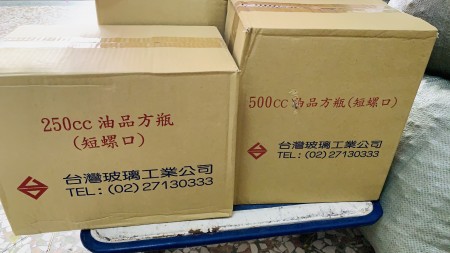 250cc 油品方瓶
(短螺口)
台灣玻璃工業公司
TEL: (02) 27130333
500cc 油品方瓶(短螺口)
台灣玻璃工業公司
TEL: (02) 27130333